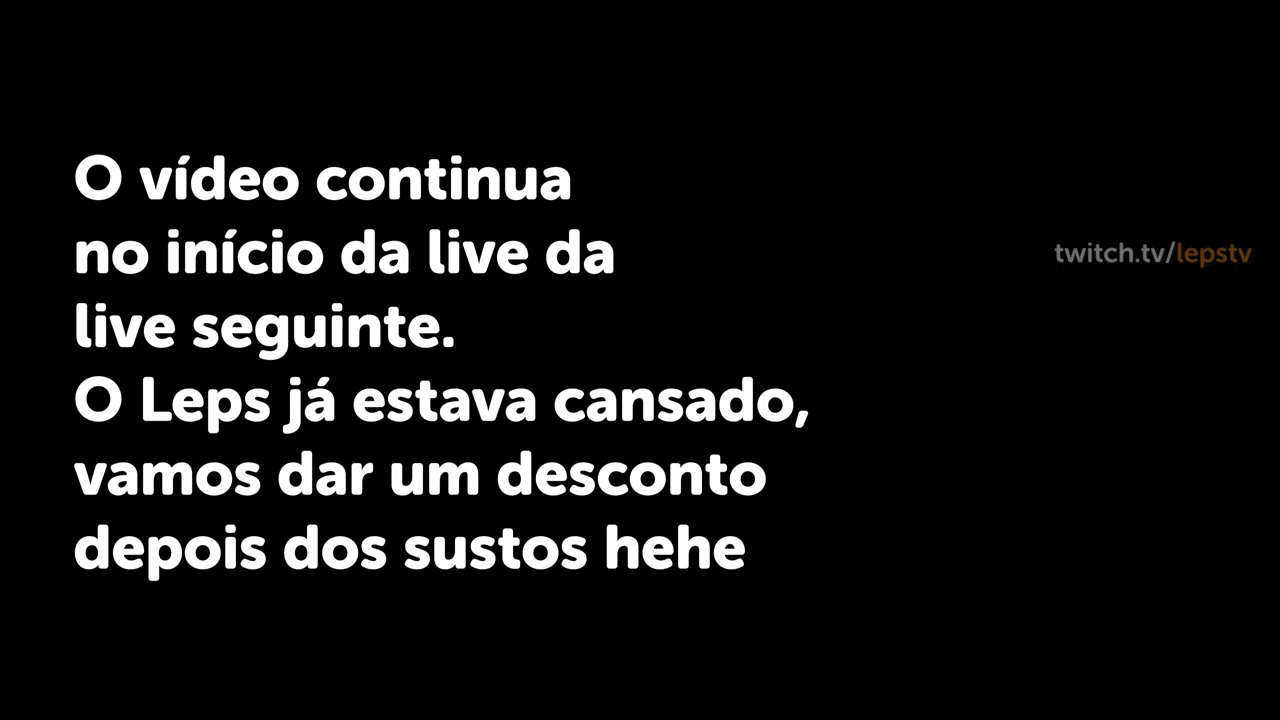 O vídeo continua
no início da live da
live seguinte.
O Leps já estava cansado,
vamos dar um desconto
depois dos sustos hehe
twitch.tv/lepstv